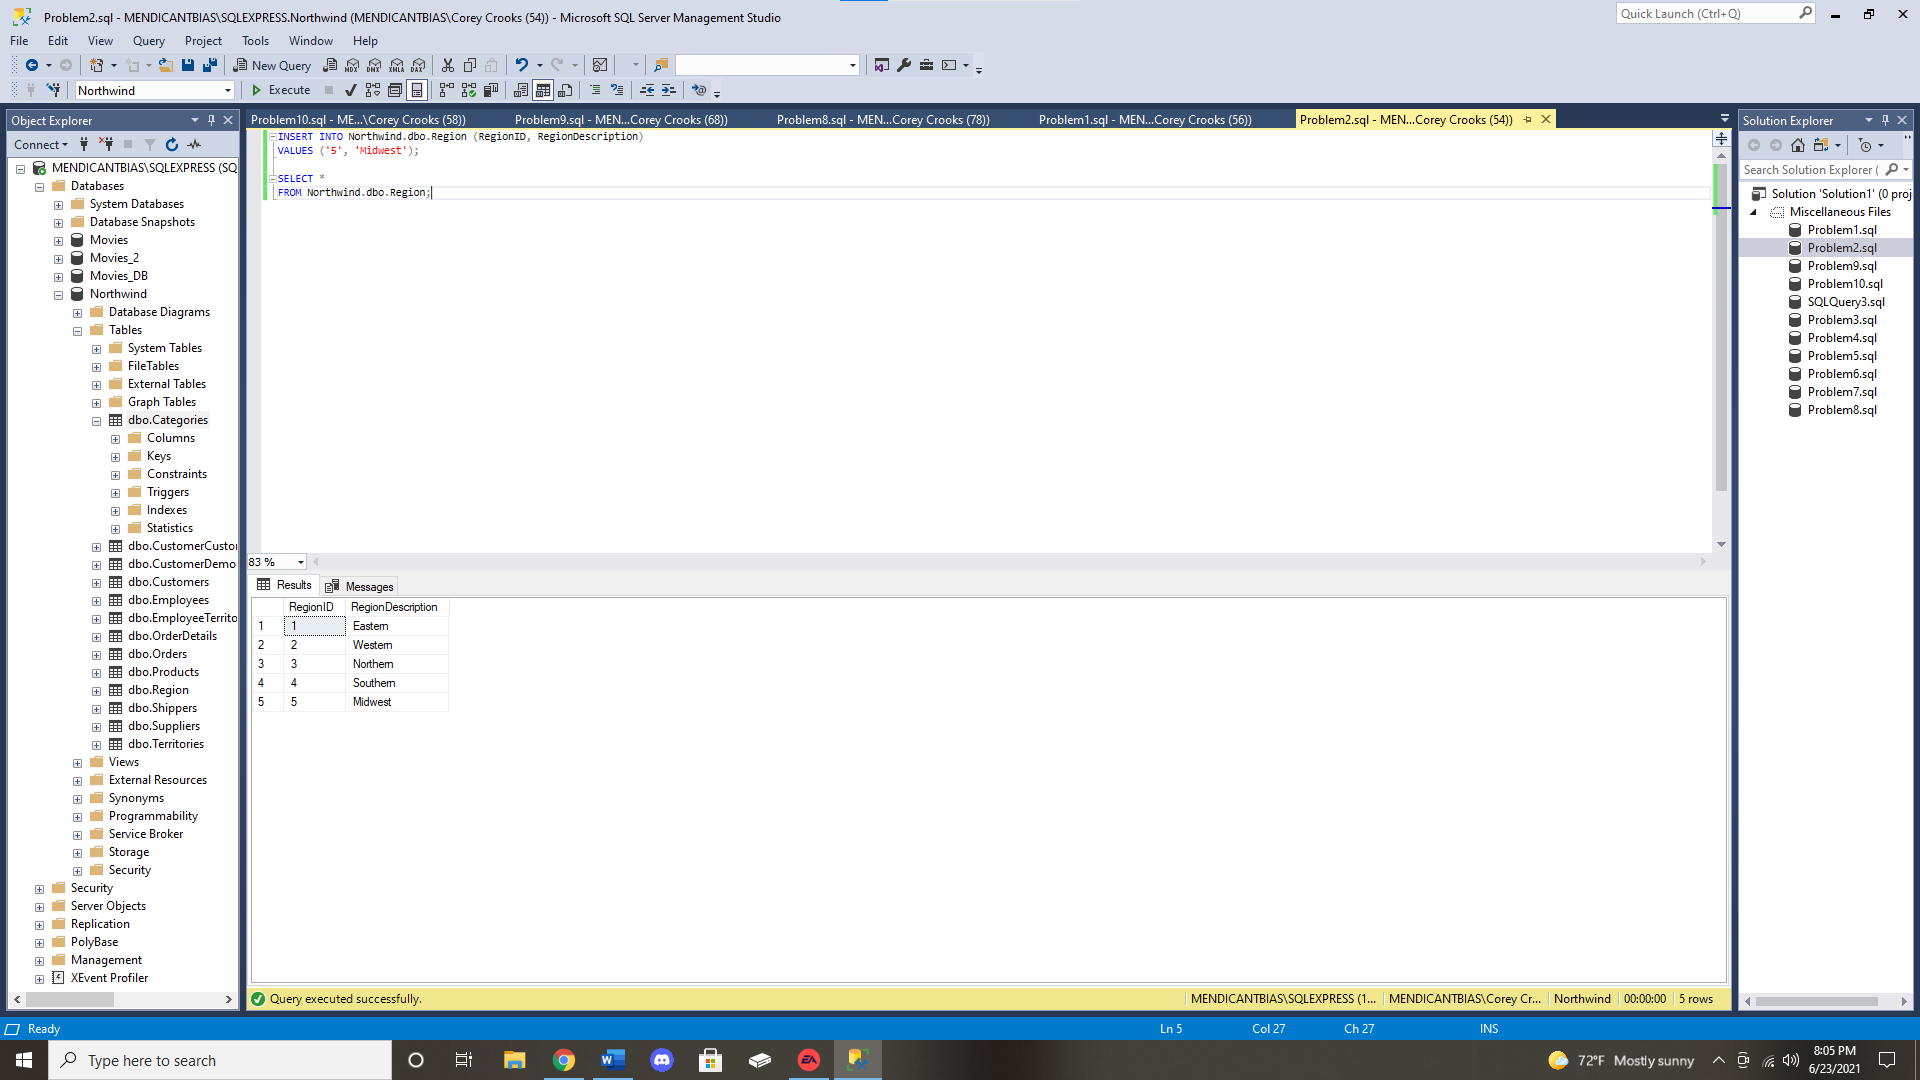 Problem2.sql - MENDICANTBIAS\SQLEXPRESS.Northwind (MENDICANTBIAS\Corey Crooks (54)) - Microsoft SQL Server Management Studio
Quick Launch (Ctrl+Q)
File Edit View Query Project Tools Window Help
New Query
Northwind
Execute
Object Explorer
Connect
MENDICANTBIAS\SQLEXPRESS (SQ
Databases
System Databases
Database Snapshots
Movies
Movies_2
Movies_DB
Northwind
Database Diagrams
Tables
System Tables
FileTables
External Tables
Graph Tables
dbo.Categories
Columns
Keys
Constraints
Triggers
Indexes
Statistics
dbo.CustomerCusto
dbo.CustomerDemo
dbo.Customers
dbo.Employees
dbo.EmployeeTerrito
dbo.OrderDetails
dbo.Orders
dbo.Products
dbo.Region
dbo.Shippers
dbo.Suppliers
dbo.Territories
Views
External Resources
Synonyms
Programmability
Service Broker
Storage
Security
Security
Server Objects
Replication
PolyBase
Management
XEvent Profiler
Problem10.sql - ME...\Corey Crooks (58)) Problem9.sql - MEN...Corey Crooks (68)) Problem8.sql - MEN...Corey Crooks (78)) Problem1.sql - MEN...Corey Crooks (56)) Problem2.sql - MEN...Corey Crooks (54))
INSERT INTO Northwind.dbo.Region (RegionID, RegionDescription)
VALUES ('5', 'Midwest');
SELECT *
FROM Northwind.dbo.Region;
83 %
Results Messages
RegionID RegionDescription
1 1 Eastern
2 2 Western
3 3 Northern
4 4 Southern
5 5 Midwest
Query executed successfully. MENDICANTBIAS\SQLEXPRESS (1... MENDICANTBIAS\Corey Cr... Northwind 00:00:00 5 rows
Solution Explorer
Search Solution Explorer (
Solution 'Solution1' (0 proj
Miscellaneous Files
Problem1.sql
Problem2.sql
Problem9.sql
Problem10.sql
SQLQuery3.sql
Problem3.sql
Problem4.sql
Problem5.sql
Problem6.sql
Problem7.sql
Problem8.sql
Ready Ln 5 Col 27 Ch 27 INS
Type here to search
72°F Mostly sunny
8:05 PM
6/23/2021